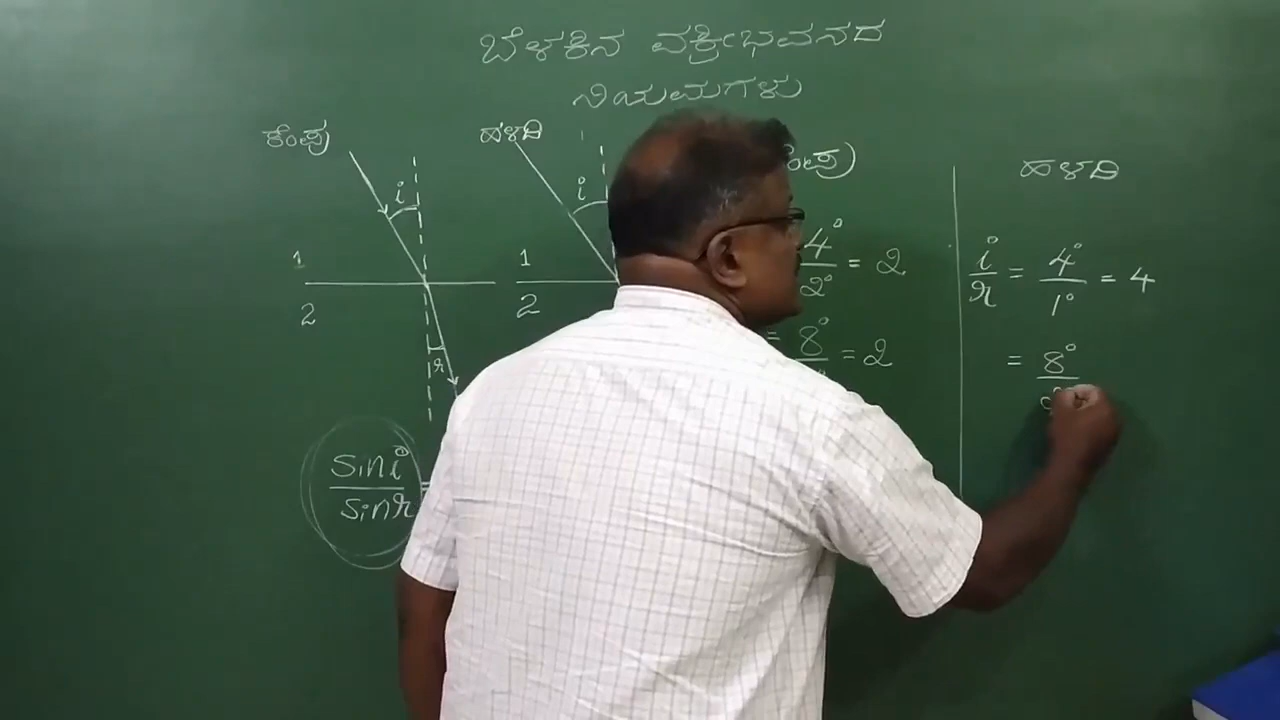 ಬೆಳಕಿನ ವಕ್ರೀಭವನದ
ನಿಯಮಗಳು
ಕೆಂಪು
i
1
2
r
sin i / sin r =
ಹಳದಿ
i
1
2
4° / 2° = 2
= 8° = 2
ಹಳದಿ
i / r = 4° / 1° = 4
= 8°